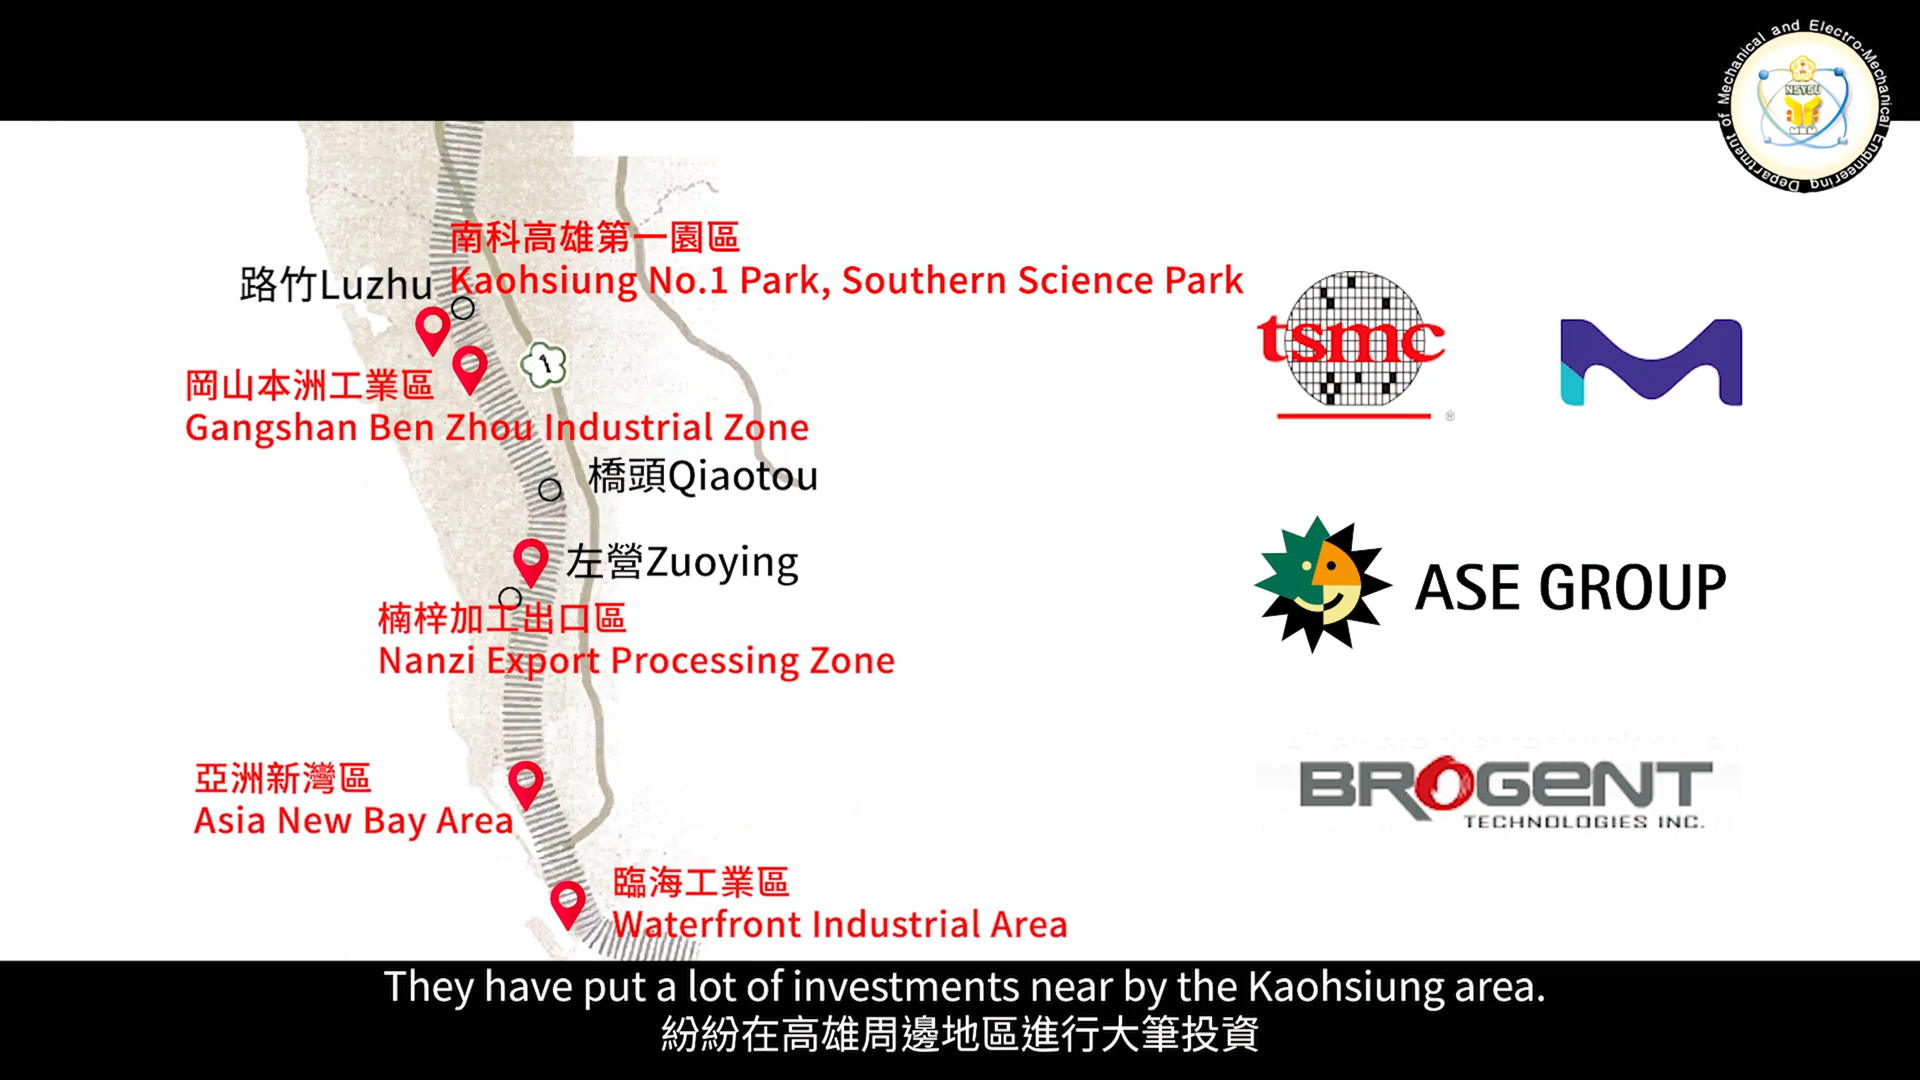 Department of Mechanical and Electro-Mechanical Engineering
NSYSU
MEM
南科高雄第一園區
Kaohsiung No.1 Park, Southern Science Park
路竹Luzhu
1
岡山本洲工業區
Gangshan Ben Zhou Industrial Zone
橋頭Qiaotou
左營Zuoying
楠梓加工出口區
Nanzi Export Processing Zone
亞洲新灣區
Asia New Bay Area
臨海工業區
Waterfront Industrial Area
tsmc
®
M
ASE GROUP
BROGENT
TECHNOLOGIES INC.
They have put a lot of investments near by the Kaohsiung area.
紛紛在高雄周邊地區進行大筆投資